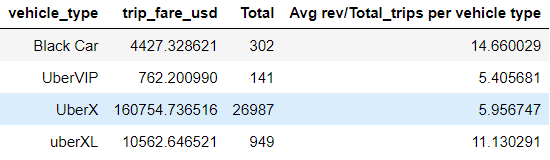 vehicle_type trip_fare_usd Total Avg rev/Total_trips per vehicle type
Black Car 4427.328621 302 14.660029
UberVIP 762.200990 141 5.405681
UberX 160754.736516 26987 5.956747
uberXL 10562.646521 949 11.130291